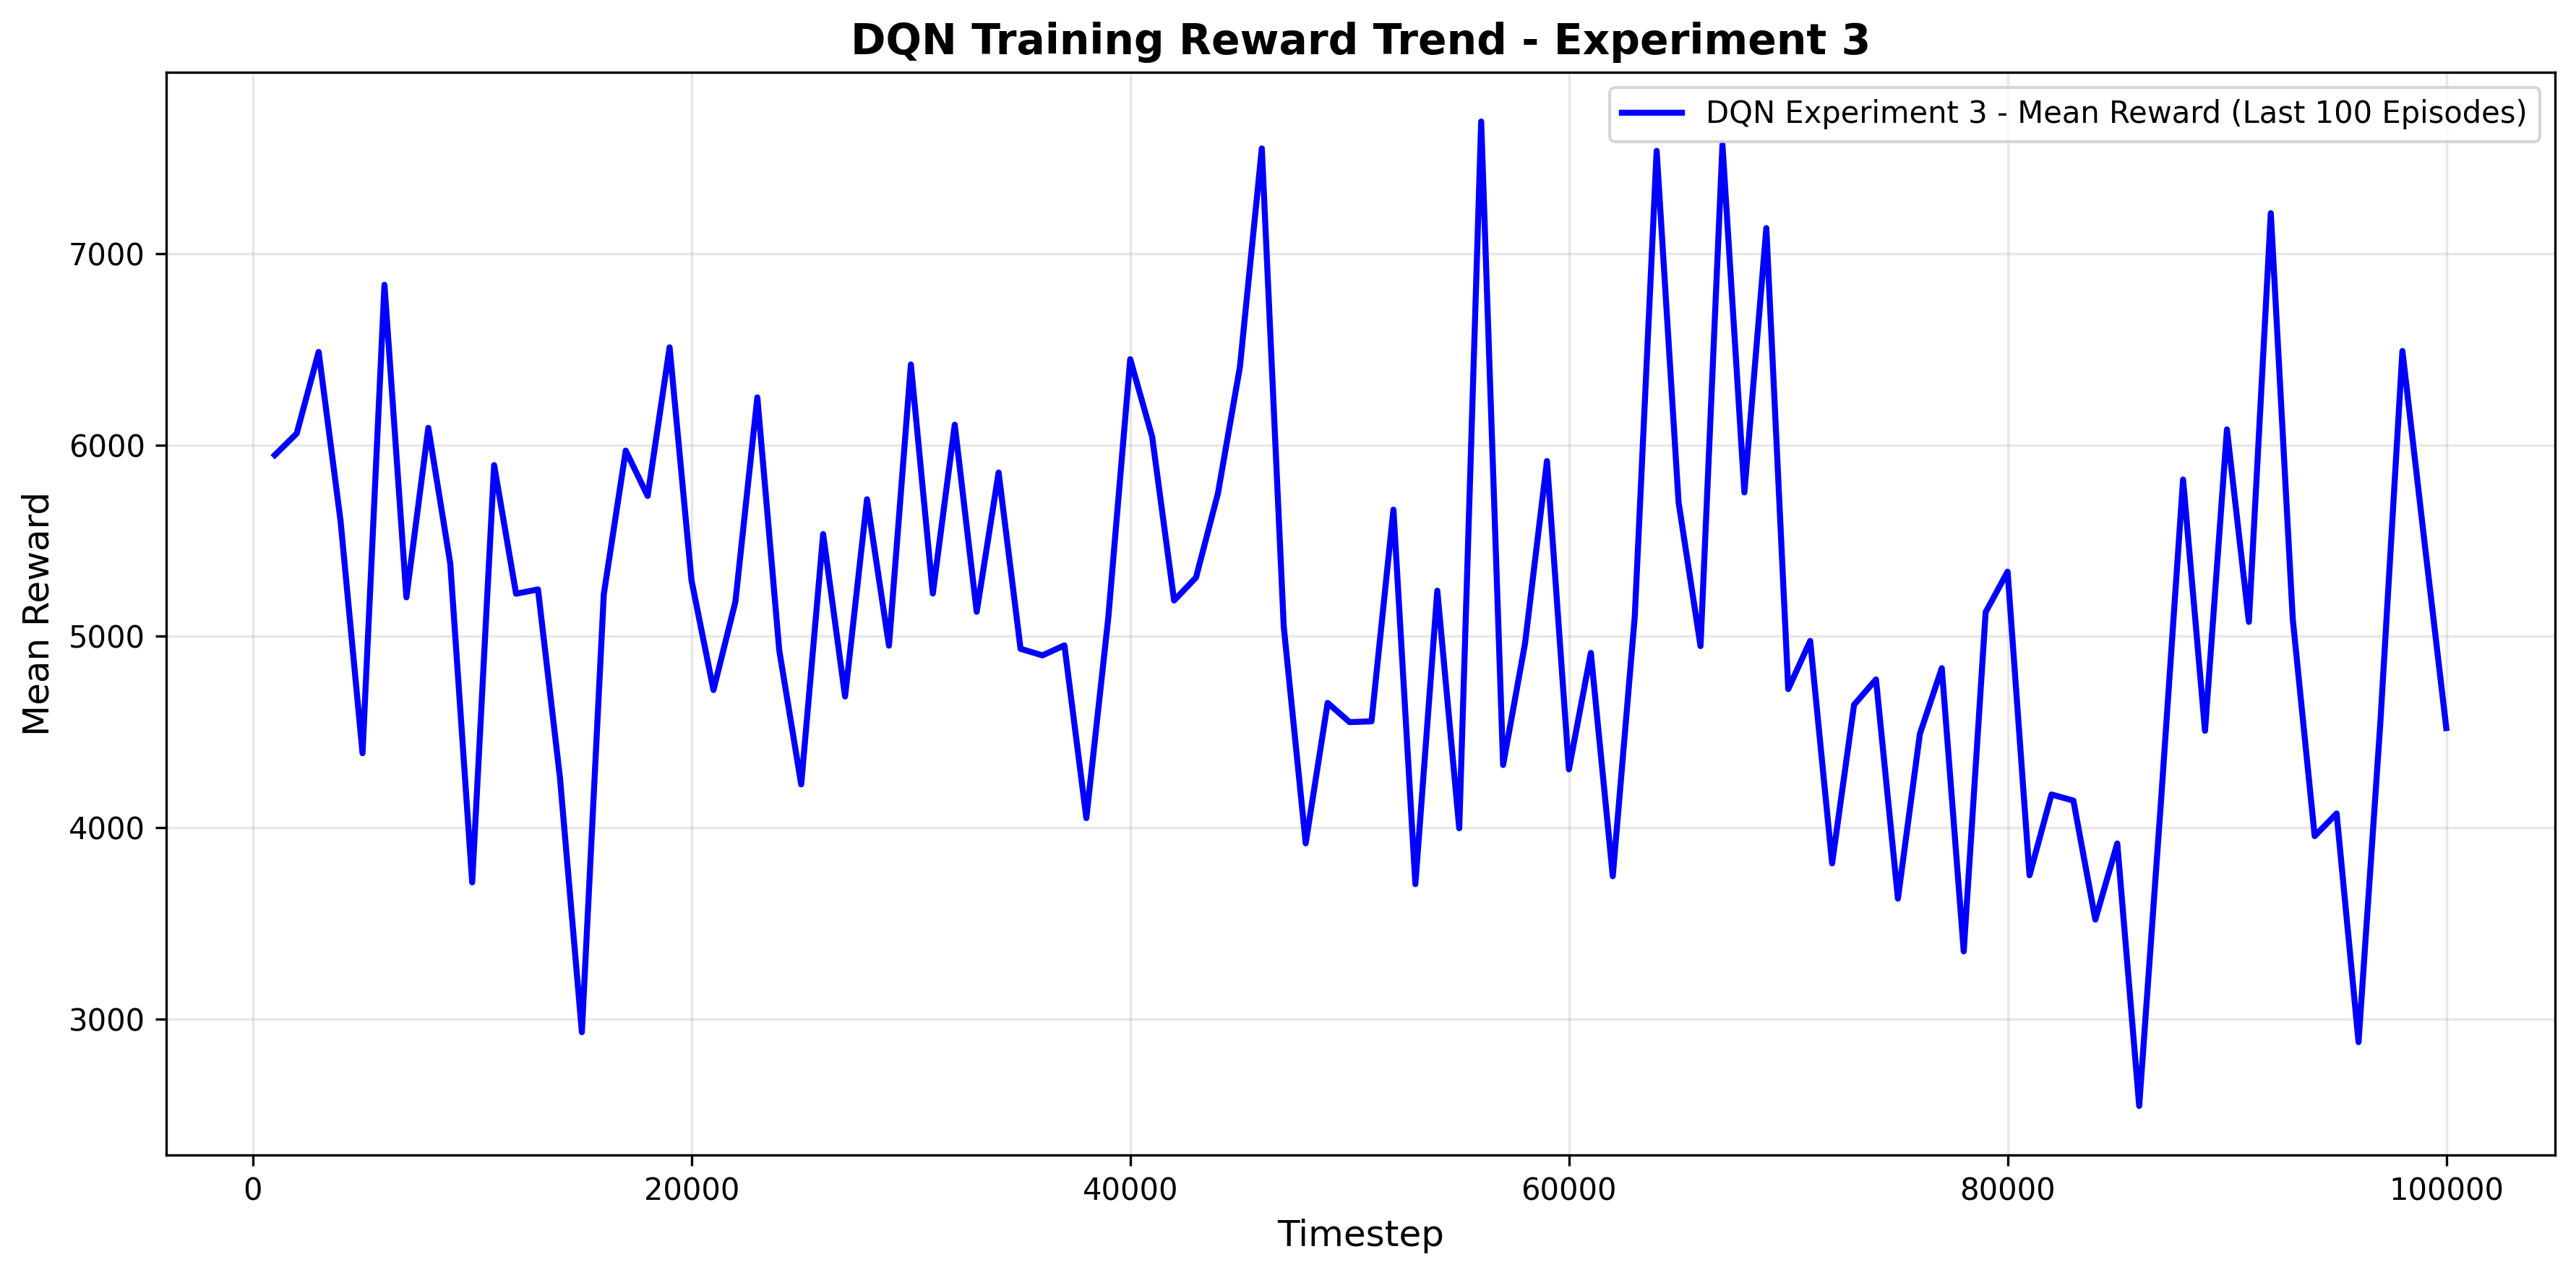 DQN Training Reward Trend - Experiment 3
DQN Experiment 3 - Mean Reward (Last 100 Episodes)
Mean Reward
7000
6000
5000
4000
3000
0 20000 40000 60000 80000 100000
Timestep